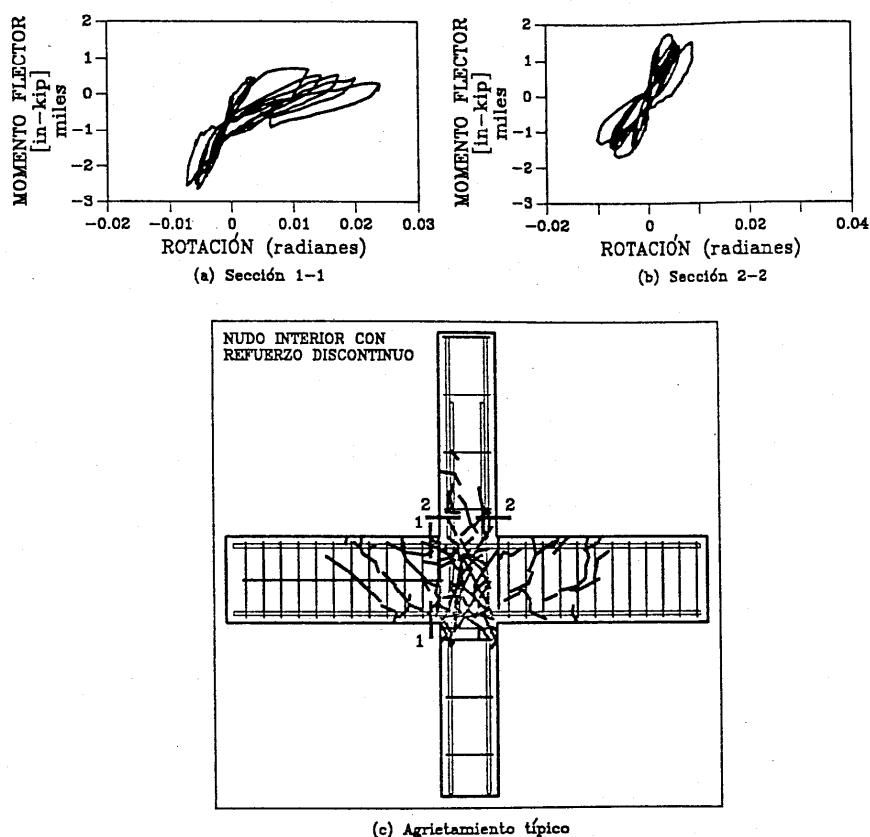 MOMENTO FLECTOR
[in-kip]
miles
2
1
0
-1
-2
-3
-0.02
-0.01
0
0.01
0.02
0.03
ROTACIÓN (radianes)
(a) Sección 1-1
MOMENTO FLECTOR
[in-kip]
miles
2
1
0
-1
-2
-3
-0.02
0
0.02
0.04
ROTACIÓN (radianes)
(b) Sección 2-2
NUDO INTERIOR CON
REFUERZO DISCONTINUO
2
2
1
1
(c) Agrietamiento típico